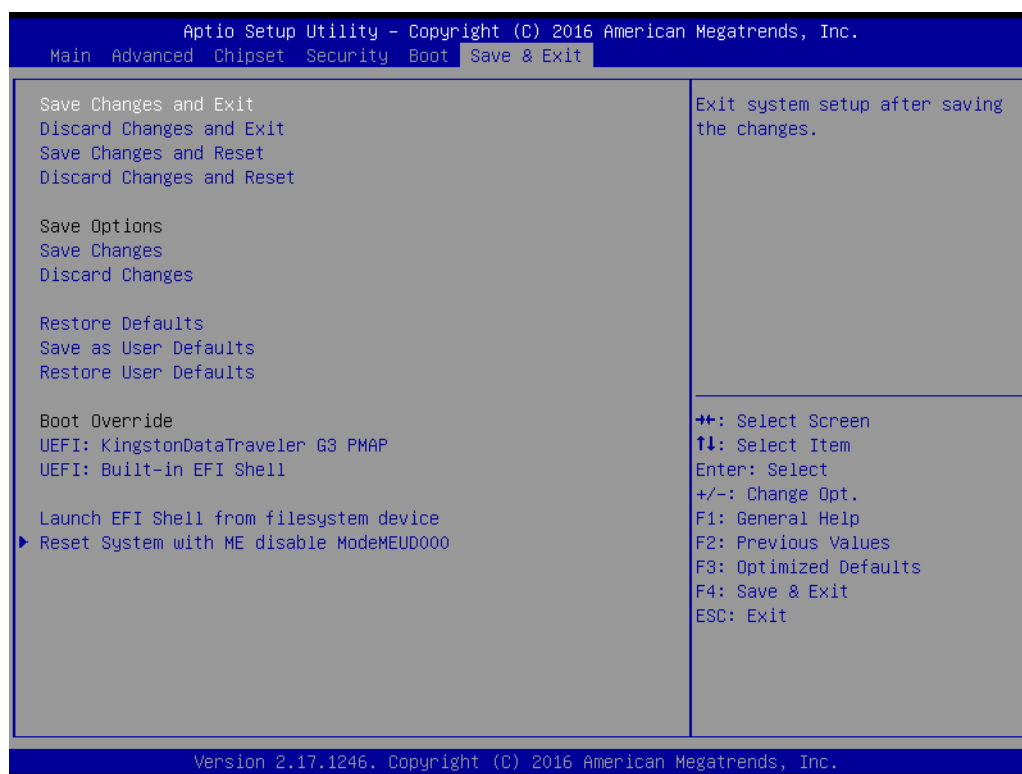 Aptio Setup Utility – Copyright (C) 2016 American Megatrends, Inc.
Main Advanced Chipset Security Boot Save & Exit
Save Changes and Exit
Discard Changes and Exit
Save Changes and Reset
Discard Changes and Reset
Save Options
Save Changes
Discard Changes
Restore Defaults
Save as User Defaults
Restore User Defaults
Boot Override
UEFI: KingstonDataTraveler G3 PMAP
UEFI: Built-in EFI Shell
Launch EFI Shell from filesystem device
Reset System with ME disable ModeMEUD000
Exit system setup after saving
the changes.
→←: Select Screen
↑↓: Select Item
Enter: Select
+/-: Change Opt.
F1: General Help
F2: Previous Values
F3: Optimized Defaults
F4: Save & Exit
ESC: Exit
Version 2.17.1246. Copyright (C) 2016 American Megatrends, Inc.